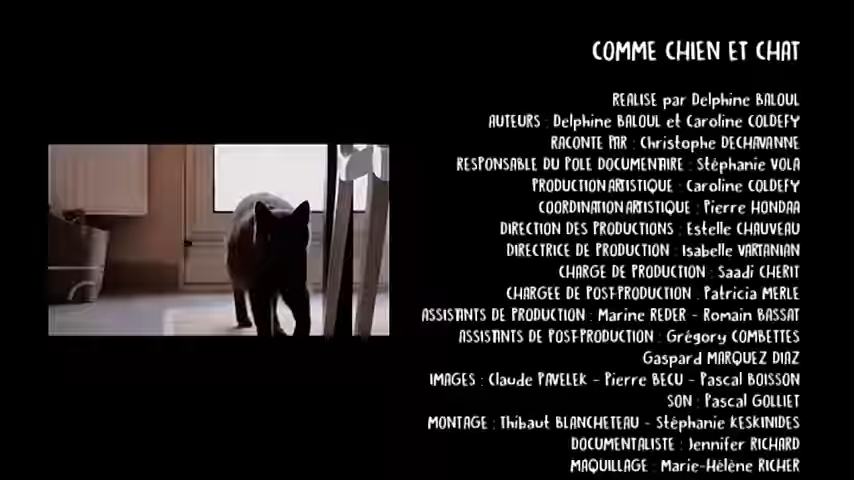 COMME CHIEN ET CHAT
REALISE par Delphine BALOUL
AUTEURS : Delphine BALOUL et Caroline COLDEFY
RACONTE PAR : Christophe DECHAVANNE
RESPONSABLE DU POLE DOCUMENTAIRE : Stéphanie VOLA
PRODUCTION ARTISTIQUE : Caroline COLDEFY
COORDINATION ARTISTIQUE : Pierre HONDAA
DIRECTION DES PRODUCTIONS : Estelle CHAUVEAU
DIRECTRICE DE PRODUCTION : Isabelle VARTANIAN
CHARGE DE PRODUCTION : Saadi CHERIT
CHARGEE DE POST-PRODUCTION : Patricia MERLE
ASSISTANTS DE PRODUCTION : Marine REDER - Romain BASSAT
ASSISTANTS DE POST-PRODUCTION : Grégory COMBETTES
Gaspard MARQUEZ DIAZ
IMAGES : Claude PAVELEK - Pierre BECU - Pascal BOISSON
SON : Pascal GOLLIET
MONTAGE : Thibaut BLANCHETEAU - Stéphanie KESKINIDES
DOCUMENTALISTE : Jennifer RICHARD
MAQUILLAGE : Marie-Hélène RICHER